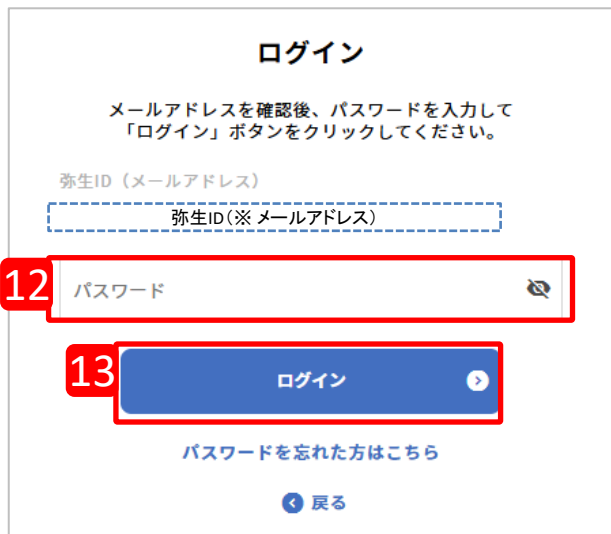 ログイン
メールアドレスを確認後、パスワードを入力して
「ログイン」ボタンをクリックしてください。
弥生ID（メールアドレス）
弥生ID（※メールアドレス）
12
パスワード
13
ログイン
パスワードを忘れた方はこちら
戻る